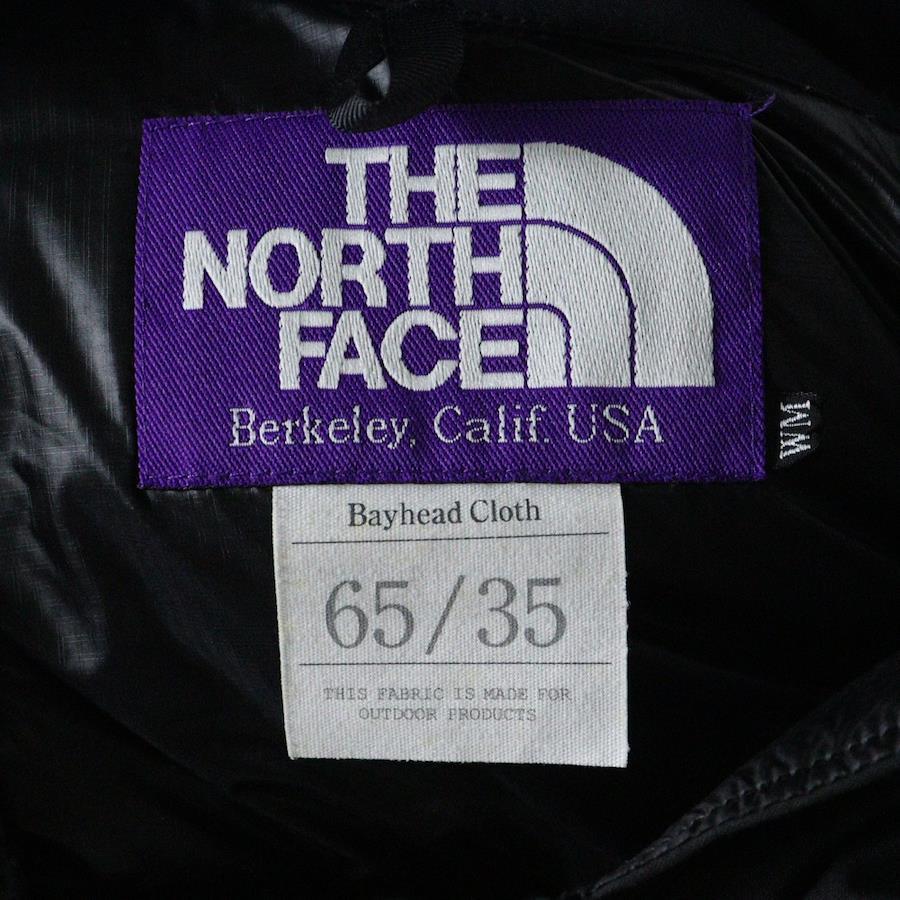 THE
NORTH
FACE
Berkeley, Calif. USA
WM
Bayhead Cloth
65/35
THIS FABRIC IS MADE FOR
OUTDOOR PRODUCTS